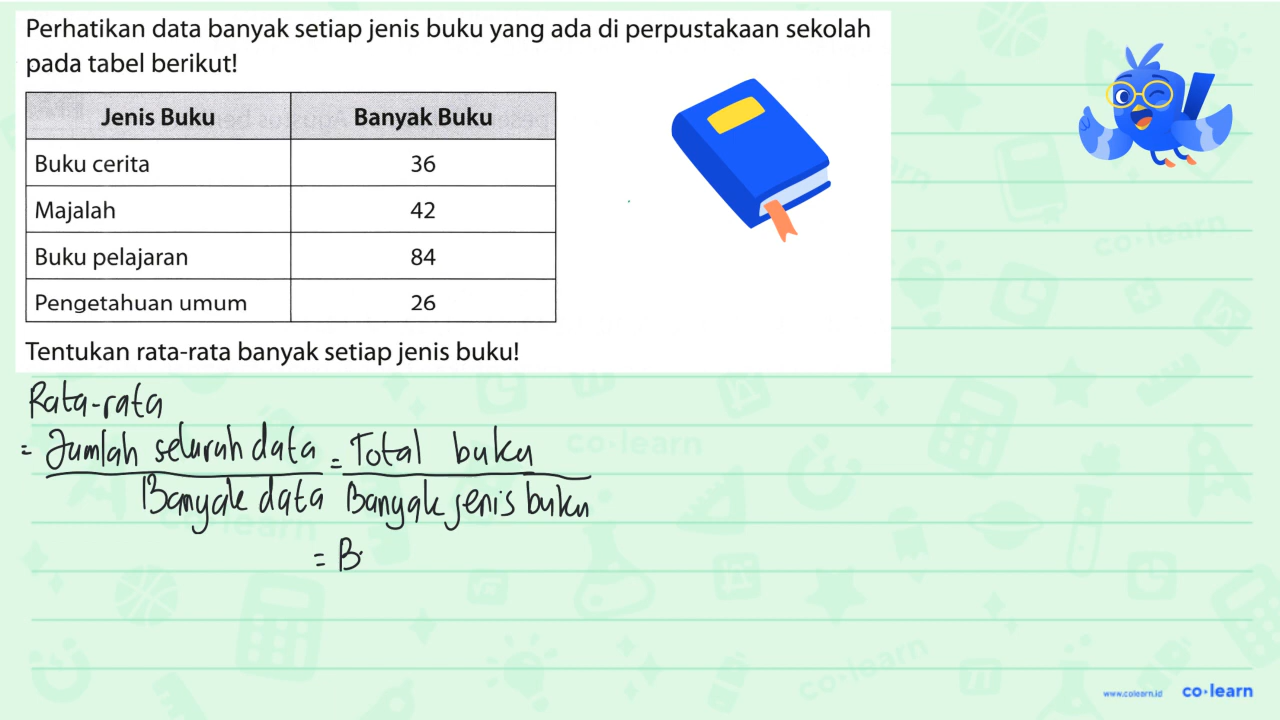 Perhatikan data banyak setiap jenis buku yang ada di perpustakaan sekolah
pada tabel berikut!
Jenis Buku Banyak Buku
Buku cerita 36
Majalah 42
Buku pelajaran 84
Pengetahuan umum 26
Tentukan rata-rata banyak setiap jenis buku!
Rata-rata
= Jumlah seluruh data = Total buku
Banyak data Banyak jenis buku
= B
www.colearn.id co·learn